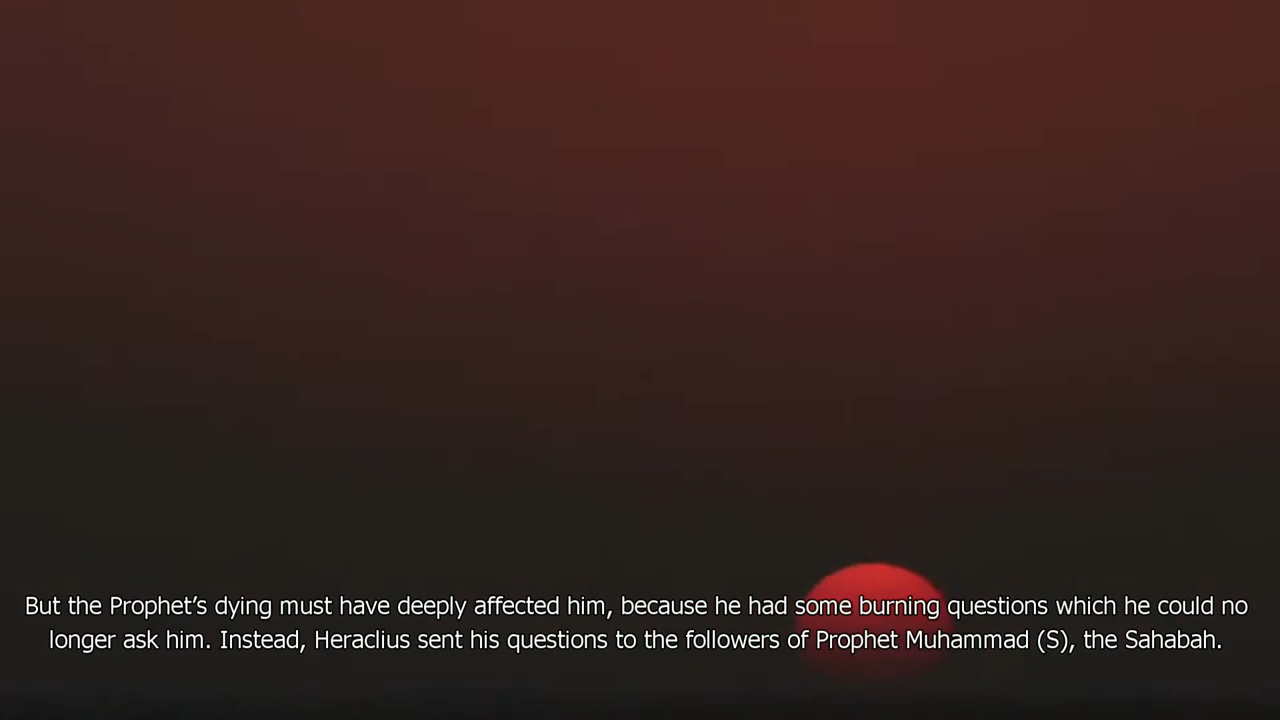 But the Prophet’s dying must have deeply affected him, because he had some burning questions which he could no
longer ask him. Instead, Heraclius sent his questions to the followers of Prophet Muhammad (S), the Sahabah.